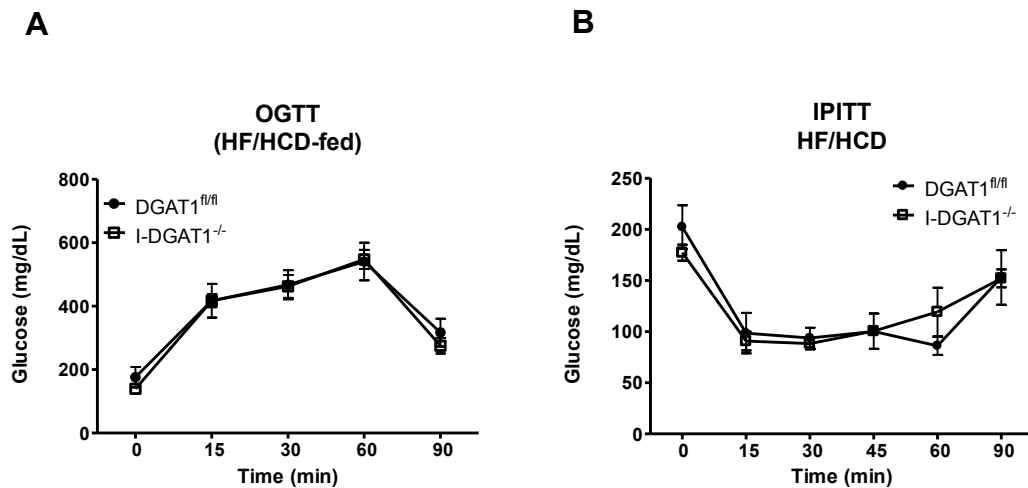 A
OGTT
(HF/HCD-fed)
800
600
400
200
0
Glucose (mg/dL)
DGAT1fl/fl
I-DGAT1-/-
0 15 30 60 90
Time (min)
B
IPITT
HF/HCD
250
200
150
100
50
0
Glucose (mg/dL)
DGAT1fl/fl
I-DGAT1-/-
0 15 30 45 60 90
Time (min)